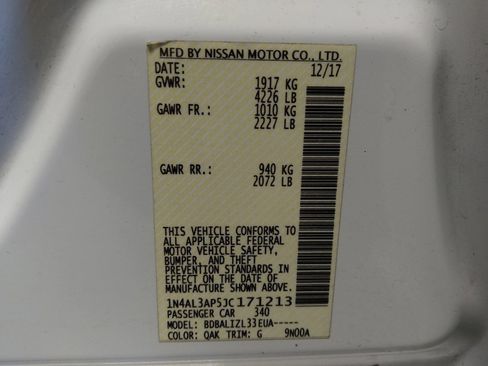 MFD BY NISSAN MOTOR CO., LTD.
DATE: 12/17
GVWR: 1917 KG
4226 LB
GAWR FR.: 1010 KG
2227 LB
GAWR RR.: 940 KG
2072 LB
THIS VEHICLE CONFORMS TO
ALL APPLICABLE FEDERAL
MOTOR VEHICLE SAFETY,
BUMPER, AND THEFT
PREVENTION STANDARDS IN
EFFECT ON THE DATE OF
MANUFACTURE SHOWN ABOVE.
1N4AL3AP5JC171213
PASSENGER CAR 340
MODEL: BDBALIZL33EUA-----
COLOR: QAK TRIM: G 9N00A